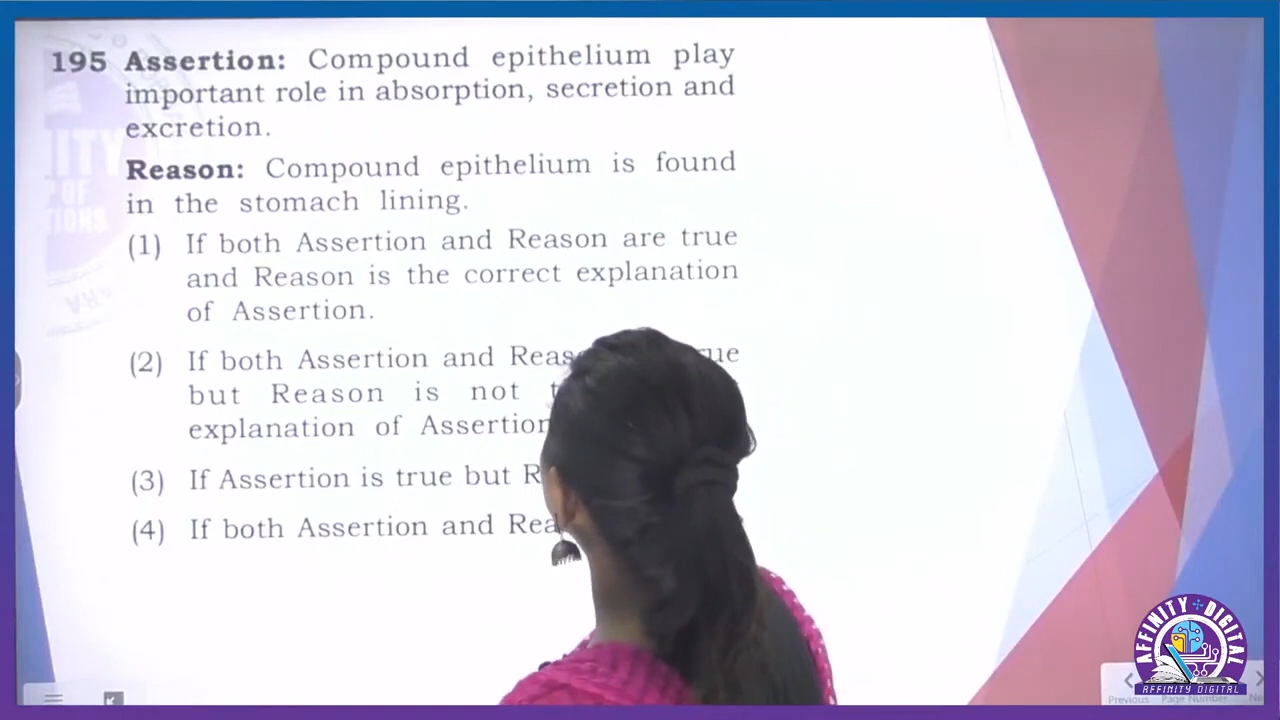 195 Assertion: Compound epithelium play
important role in absorption, secretion and
excretion.
Reason: Compound epithelium is found
in the stomach lining.
(1) If both Assertion and Reason are true
and Reason is the correct explanation
of Assertion.
(2) If both Assertion and
but Reason is not
explanation of Assertion
(3) If Assertion is true but
(4) If both Assertion and
AFFINITY DIGITAL
AFFINITY DIGITAL
Previous Page Number